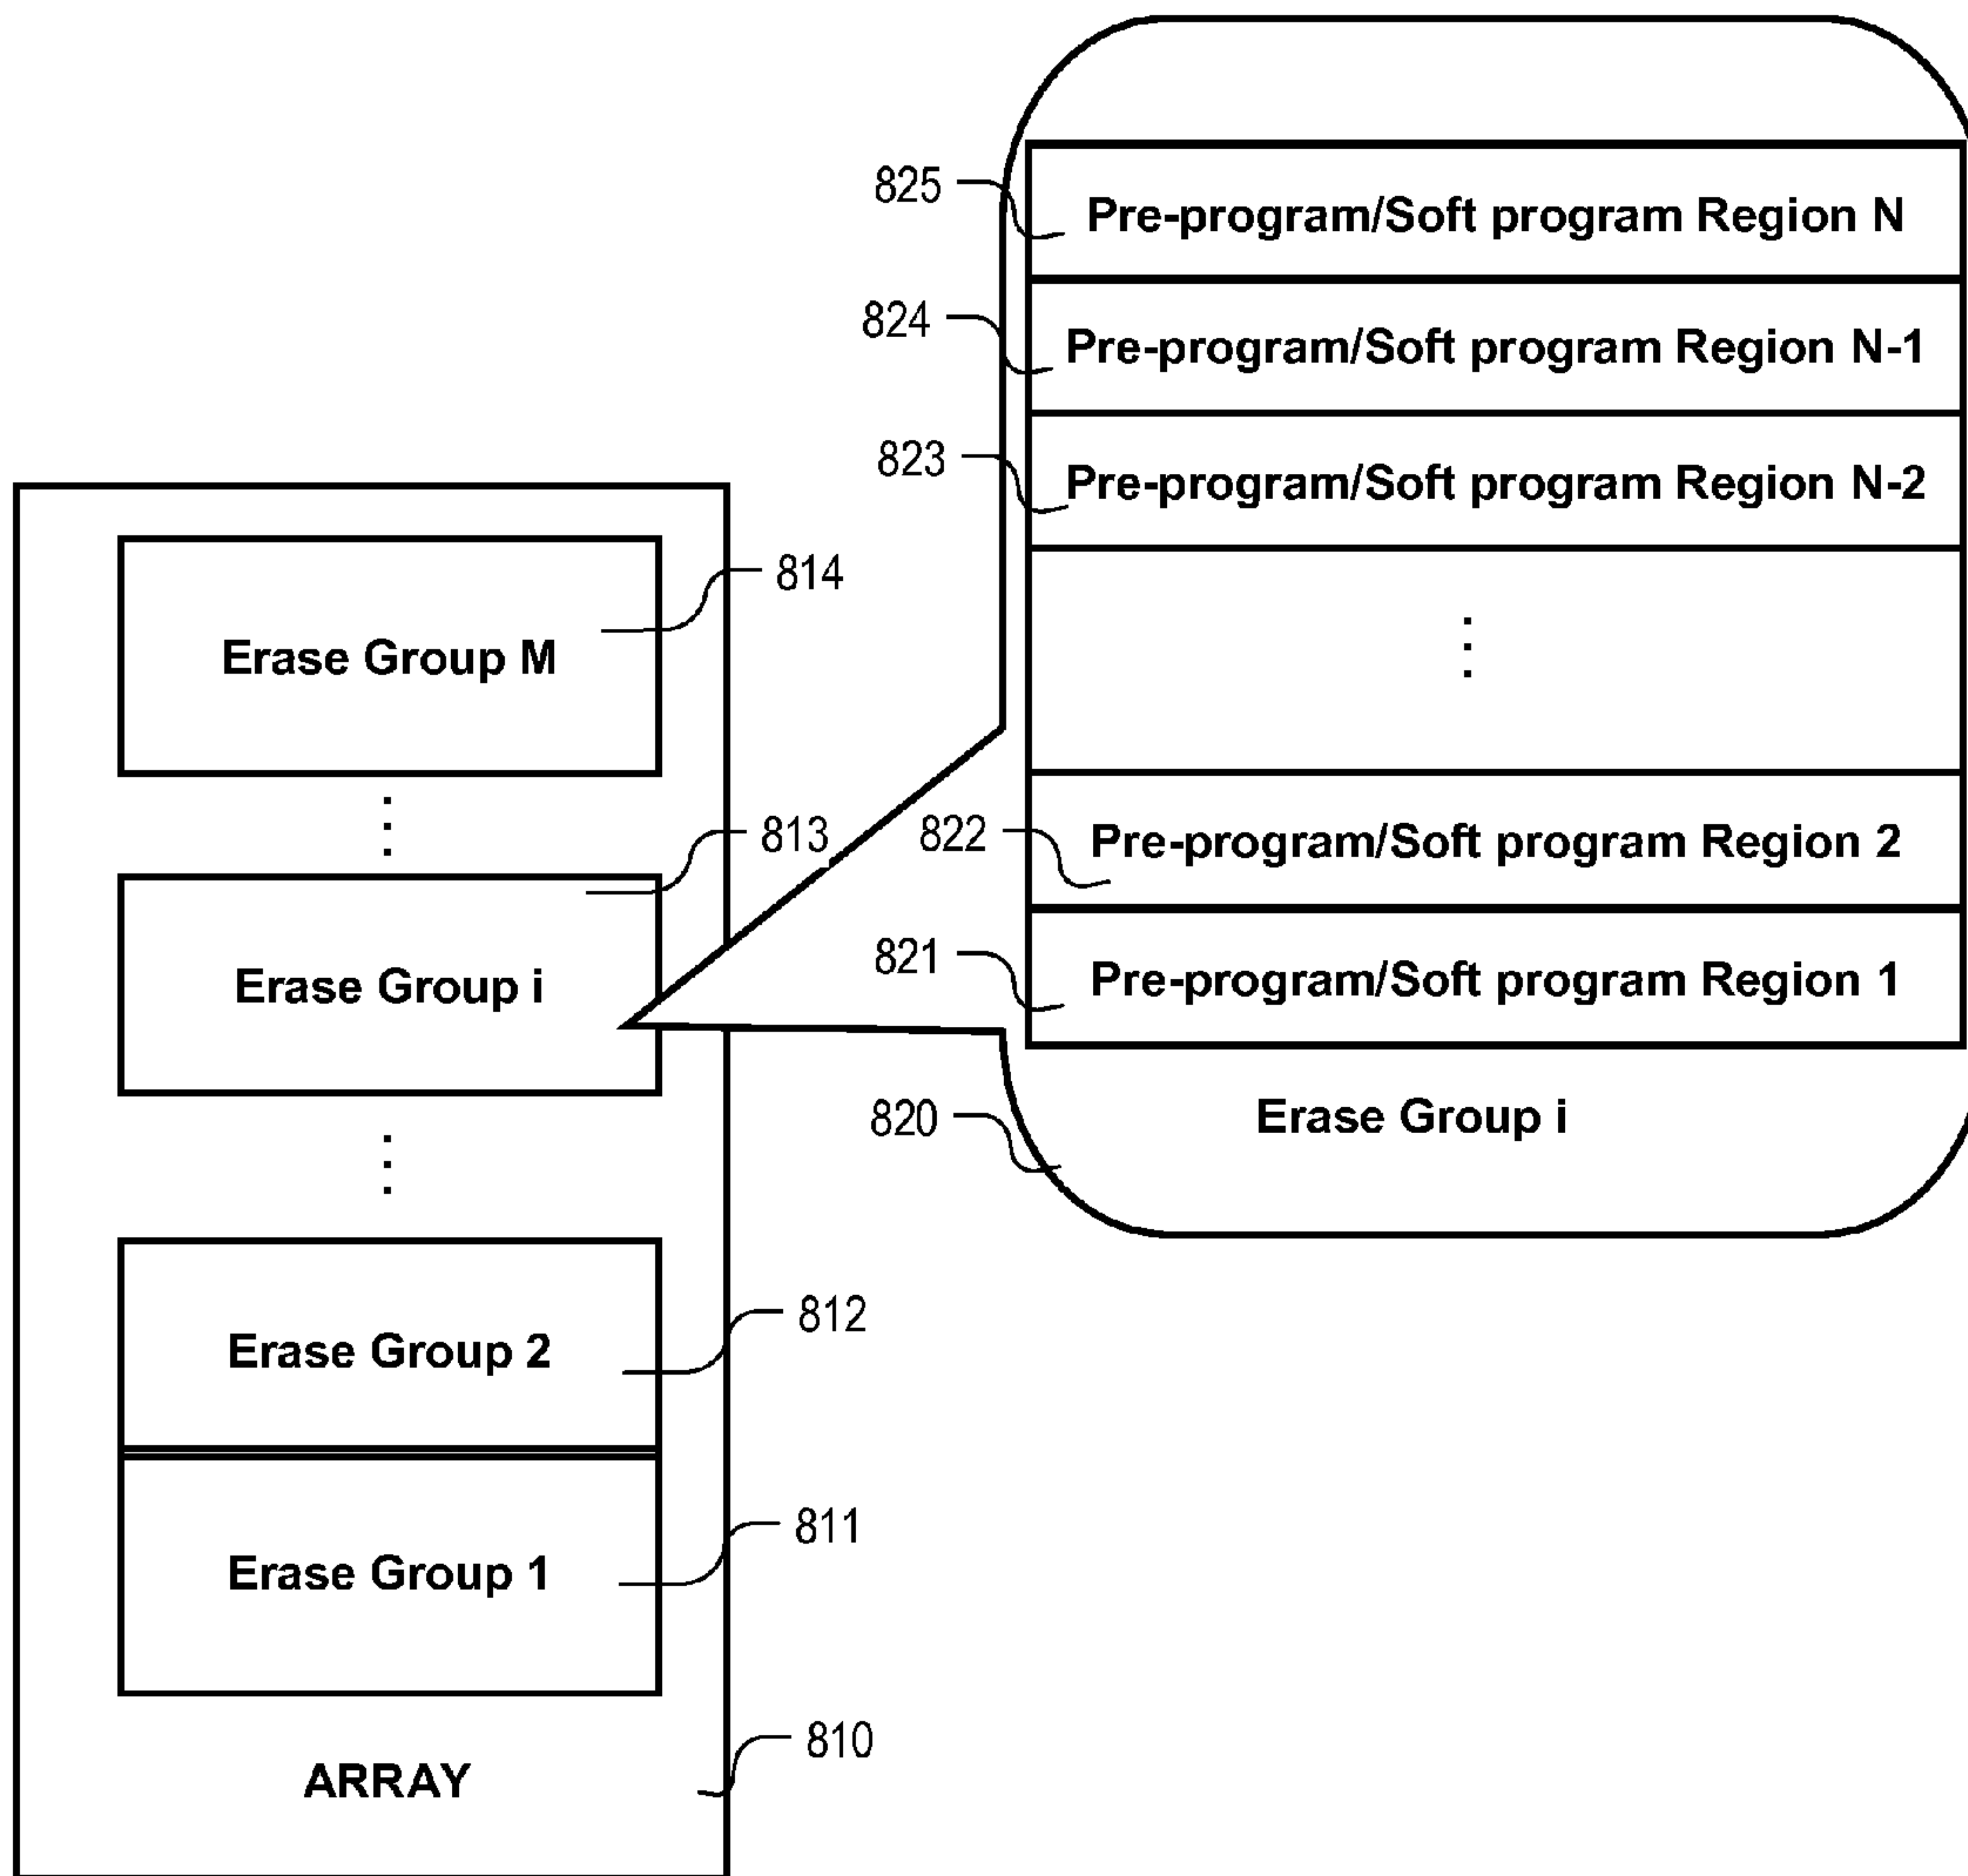 825
Pre-program/Soft program Region N
824
Pre-program/Soft program Region N-1
823
Pre-program/Soft program Region N-2
814
Erase Group M
813
822
Pre-program/Soft program Region 2
Erase Group i
821
Pre-program/Soft program Region 1
820
Erase Group i
812
Erase Group 2
811
Erase Group 1
810
ARRAY